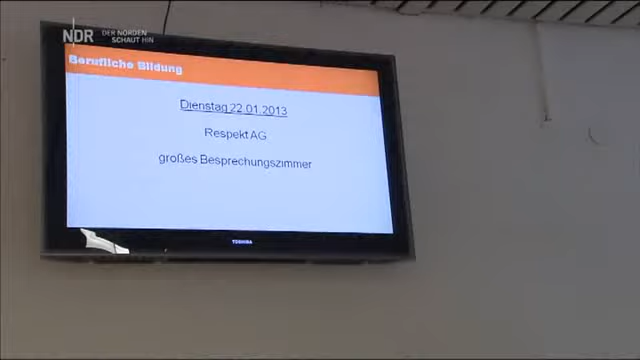 NDR DER NORDEN
SCHAUT HIN
Berufliche Bildung
Dienstag 22.01.2013
Respekt AG
großes Besprechungszimmer
TOSHIBA